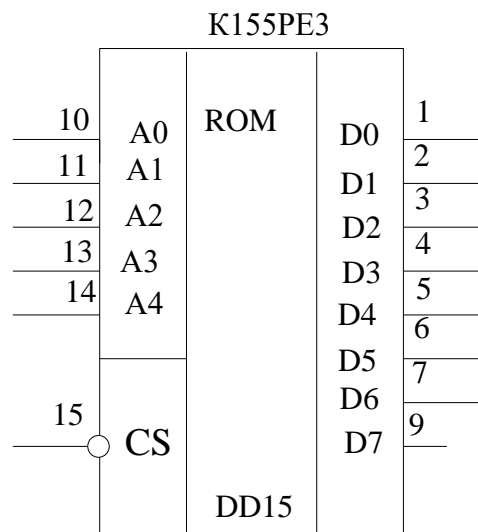 К155РЕ3
10 A0 ROM D0 1
11 A1 D1 2
12 A2 D2 3
13 A3 D3 4
14 A4 D4 5
D5 6
D6 7
15 CS D7 9
DD15